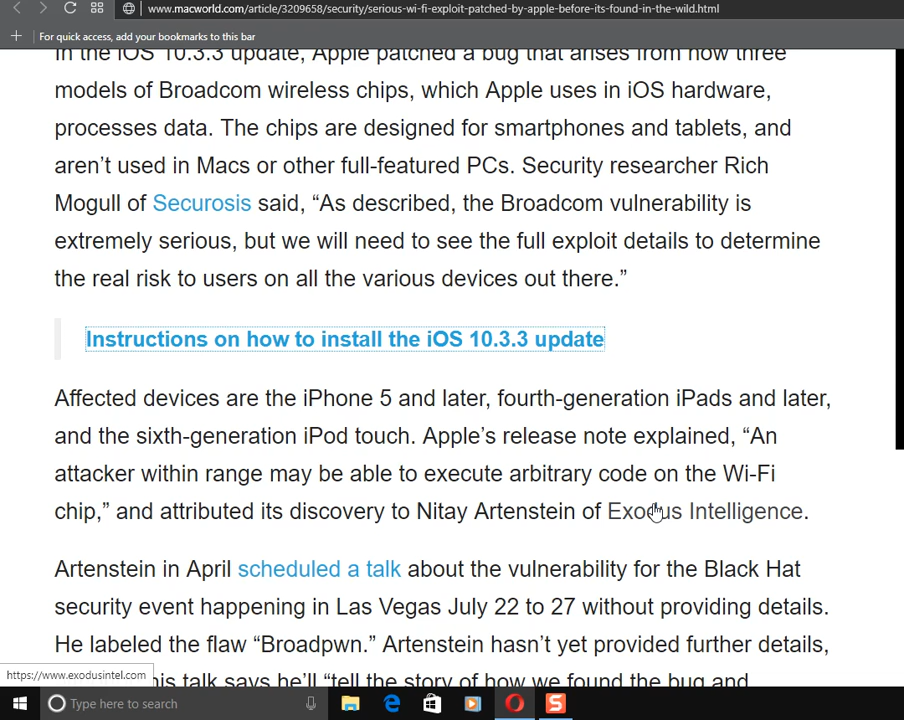 www.macworld.com/article/3209658/security/serious-wi-fi-exploit-patched-by-apple-before-its-found-in-the-wild.html
For quick access, add your bookmarks to this bar
In the iOS 10.3.3 update, Apple patched a bug that arises from how three
models of Broadcom wireless chips, which Apple uses in iOS hardware,
processes data. The chips are designed for smartphones and tablets, and
aren’t used in Macs or other full-featured PCs. Security researcher Rich
Mogull of Securosis said, “As described, the Broadcom vulnerability is
extremely serious, but we will need to see the full exploit details to determine
the real risk to users on all the various devices out there.”
Instructions on how to install the iOS 10.3.3 update
Affected devices are the iPhone 5 and later, fourth-generation iPads and later,
and the sixth-generation iPod touch. Apple’s release note explained, “An
attacker within range may be able to execute arbitrary code on the Wi-Fi
chip,” and attributed its discovery to Nitay Artenstein of Exodus Intelligence.
Artenstein in April scheduled a talk about the vulnerability for the Black Hat
security event happening in Las Vegas July 22 to 27 without providing details.
He labeled the flaw “Broadpwn.” Artenstein hasn’t yet provided further details,
his talk says he’ll “tell the story of how we found the bug and
https://www.exodusintel.com
Type here to search